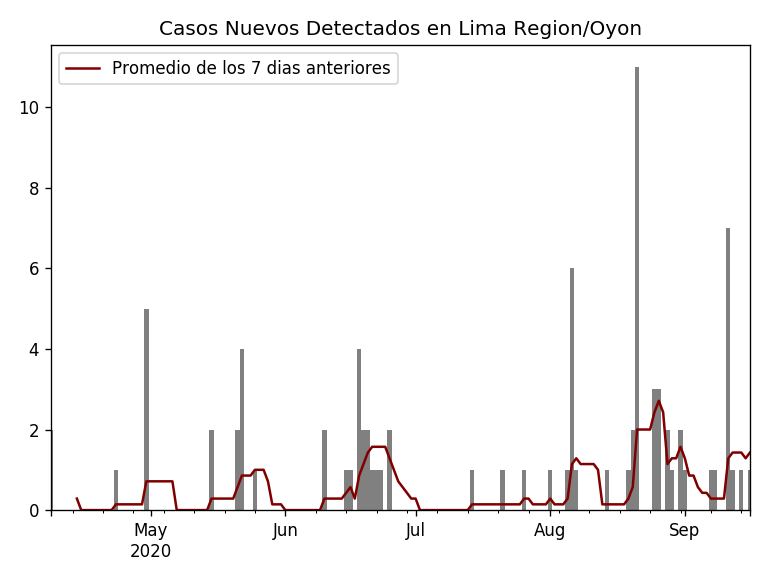 Casos Nuevos Detectados en Lima Region/Oyon
Promedio de los 7 dias anteriores
10
8
6
4
2
0
May Jun Jul Aug Sep
2020